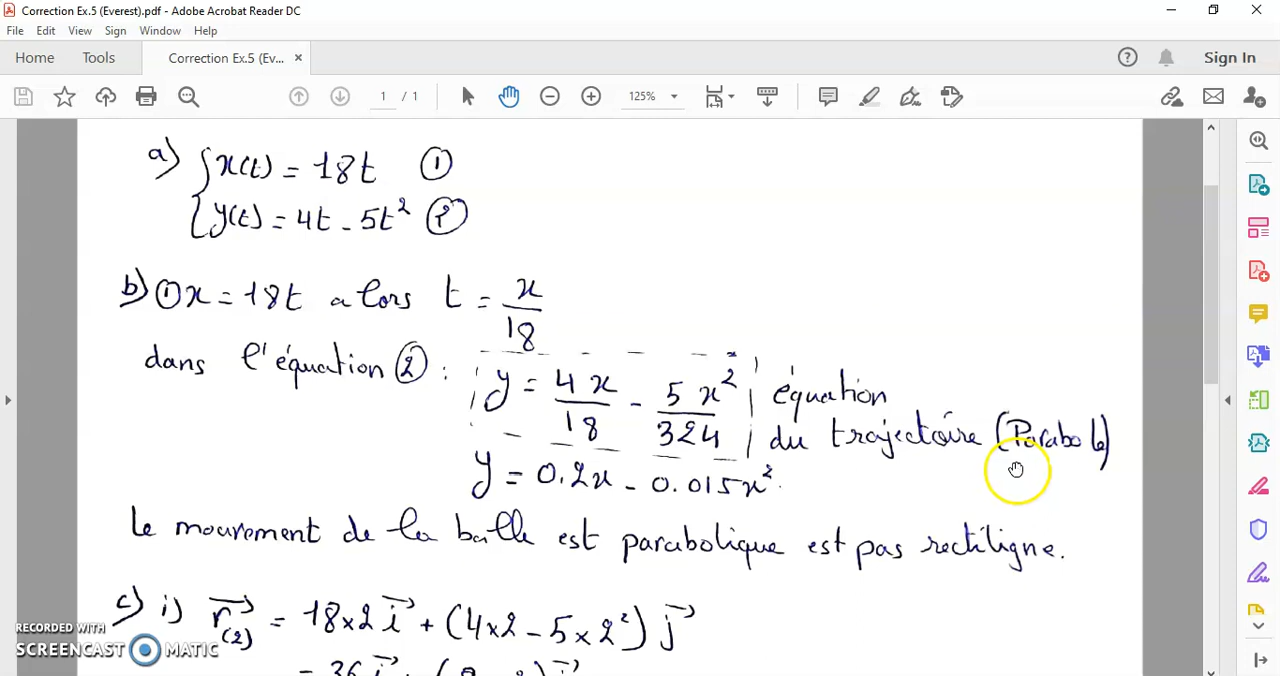 Correction Ex.5 (Everest).pdf - Adobe Acrobat Reader DC
File Edit View Sign Window Help
Home Tools Correction Ex.5 (Ev... × Sign In
1 / 1 125%
a) { x(t) = 18t ①
{ y(t) = 4t - 5t² ②
b) ① x = 18t alors t = x/18
dans l'équation ② : y = 4x/18 - 5x²/324 équation
du trajectoire (Parabole)
y = 0.2x - 0.015x².
le mouvement de la balle est parabolique est pas rectiligne.
c) i) r⃗(2) = 18×2 i⃗ + (4×2 - 5×2²) j⃗
RECORDED WITH
SCREENCAST MATIC